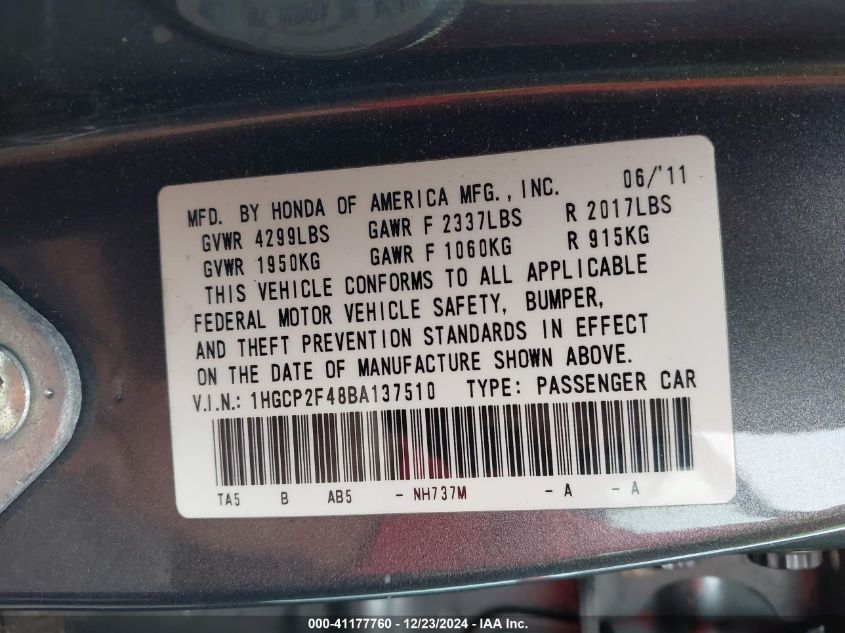 MFD. BY HONDA OF AMERICA MFG., INC. 06/'11
GVWR 4299LBS GAWR F 2337LBS R 2017LBS
GVWR 1950KG GAWR F 1060KG R 915KG
THIS VEHICLE CONFORMS TO ALL APPLICABLE
FEDERAL MOTOR VEHICLE SAFETY, BUMPER,
AND THEFT PREVENTION STANDARDS IN EFFECT
ON THE DATE OF MANUFACTURE SHOWN ABOVE.
V.I.N.: 1HGCP2F48BA137510 TYPE: PASSENGER CAR
TA5 B AB5 - NH737M - A - A
000-41177760 - 12/23/2024 - IAA Inc.